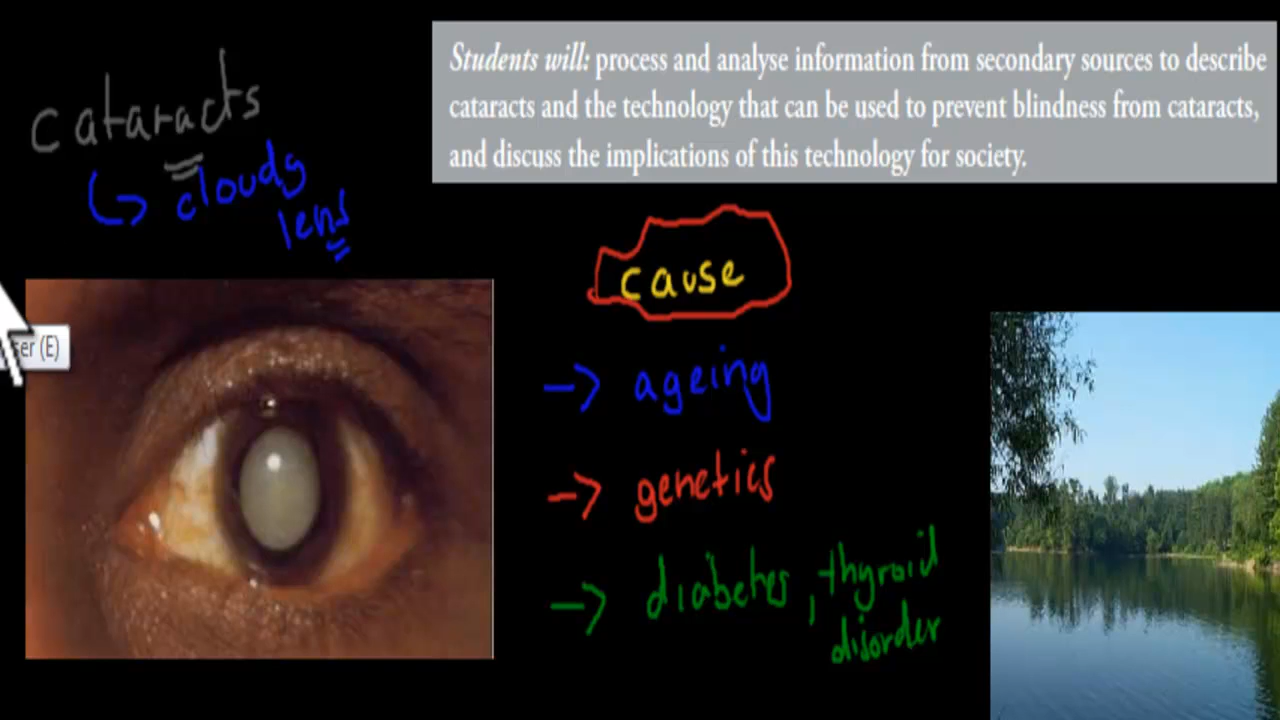 cataracts
cloudy
lens
Students will: process and analyse information from secondary sources to describe
cataracts and the technology that can be used to prevent blindness from cataracts,
and discuss the implications of this technology for society.
cause
ser (E)
→ ageing
→ genetics
→ diabetes, thyroid
disorder